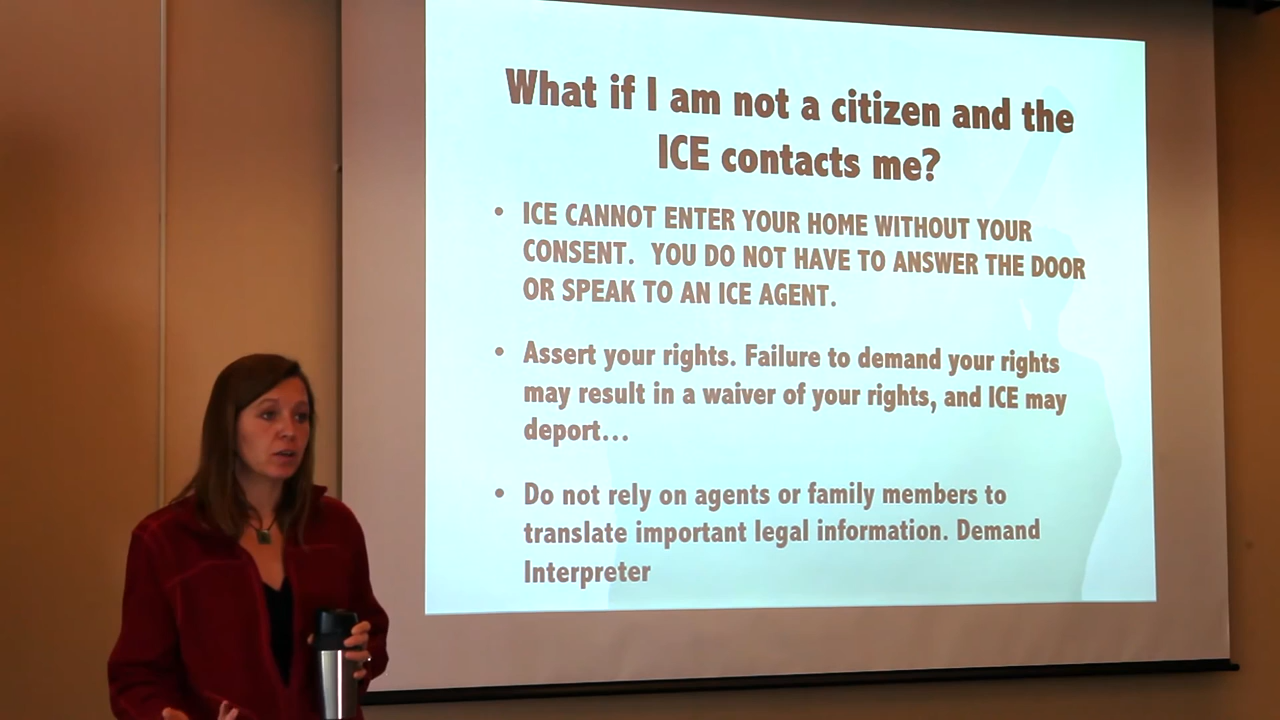 What if I am not a citizen and the
ICE contacts me?
• ICE CANNOT ENTER YOUR HOME WITHOUT YOUR
CONSENT.  YOU DO NOT HAVE TO ANSWER THE DOOR
OR SPEAK TO AN ICE AGENT.
• Assert your rights. Failure to demand your rights
may result in a waiver of your rights, and ICE may
deport...
• Do not rely on agents or family members to
translate important legal information. Demand
Interpreter